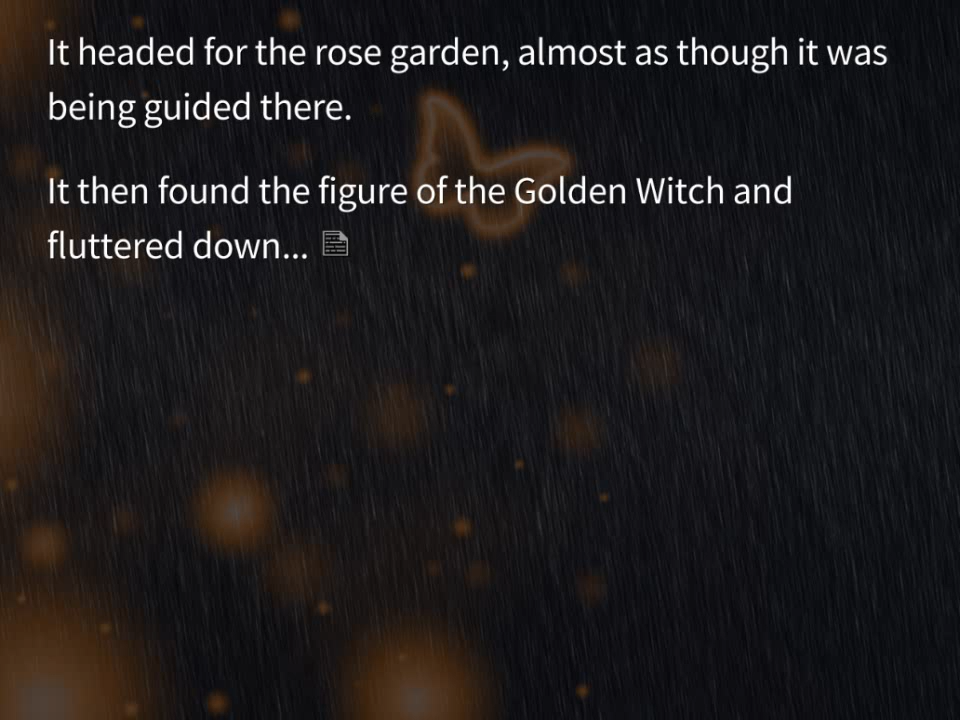 It headed for the rose garden, almost as though it was
being guided there.
It then found the figure of the Golden Witch and
fluttered down...